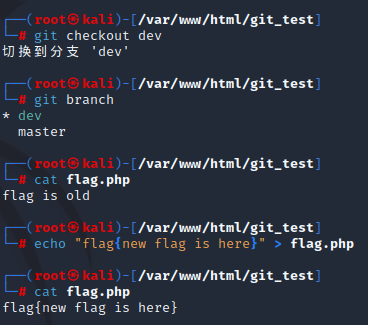 ┌──(root㉿kali)-[/var/www/html/git_test]
└─# git checkout dev
切换到分支 'dev'
┌──(root㉿kali)-[/var/www/html/git_test]
└─# git branch
* dev
  master
┌──(root㉿kali)-[/var/www/html/git_test]
└─# cat flag.php
flag is old
┌──(root㉿kali)-[/var/www/html/git_test]
└─# echo "flag{new flag is here}" > flag.php
┌──(root㉿kali)-[/var/www/html/git_test]
└─# cat flag.php
flag{new flag is here}